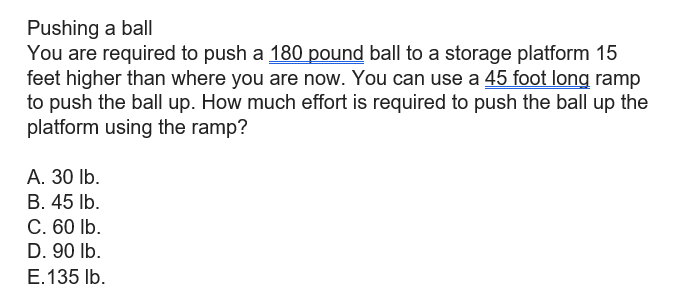 Pushing a ball
You are required to push a 180 pound ball to a storage platform 15
feet higher than where you are now. You can use a 45 foot long ramp
to push the ball up. How much effort is required to push the ball up the
platform using the ramp?
A. 30 lb.
B. 45 lb.
C. 60 lb.
D. 90 lb.
E.135 lb.